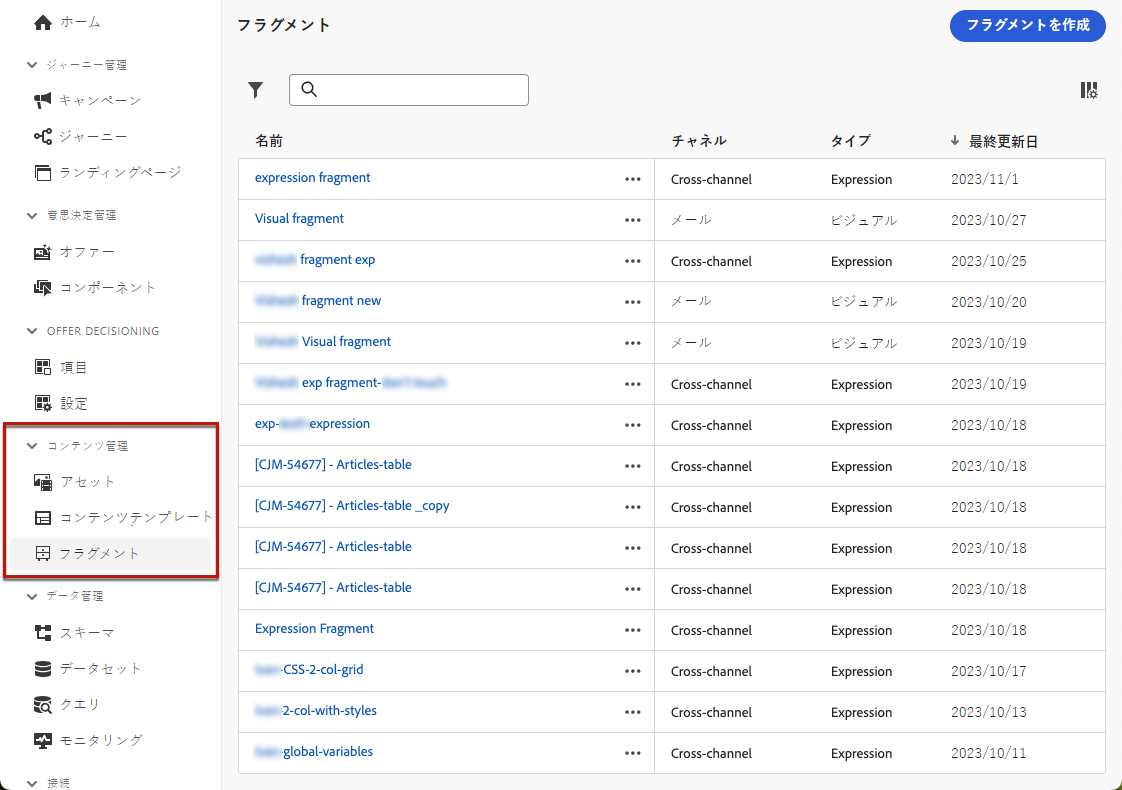 ホーム
ジャーニー管理
キャンペーン
ジャーニー
ランディングページ
意思決定管理
オファー
コンポーネント
OFFER DECISIONING
項目
設定
コンテンツ管理
アセット
コンテンツテンプレート
フラグメント
データ管理
スキーマ
データセット
クエリ
モニタリング
接続
フラグメント
フラグメントを作成
名前 チャネル タイプ ↓ 最終更新日
expression fragment ••• Cross-channel Expression 2023/11/1
Visual fragment ••• メール ビジュアル 2023/10/27
fragment exp ••• Cross-channel Expression 2023/10/25
fragment new ••• メール ビジュアル 2023/10/20
Visual fragment ••• メール ビジュアル 2023/10/19
exp fragment- ••• Cross-channel Expression 2023/10/19
exp- expression ••• Cross-channel Expression 2023/10/18
[CJM-54677] - Articles-table ••• Cross-channel Expression 2023/10/18
[CJM-54677] - Articles-table _copy ••• Cross-channel Expression 2023/10/18
[CJM-54677] - Articles-table ••• Cross-channel Expression 2023/10/18
[CJM-54677] - Articles-table ••• Cross-channel Expression 2023/10/18
Expression Fragment ••• Cross-channel Expression 2023/10/18
-CSS-2-col-grid ••• Cross-channel Expression 2023/10/17
2-col-with-styles ••• Cross-channel Expression 2023/10/13
-global-variables ••• Cross-channel Expression 2023/10/11